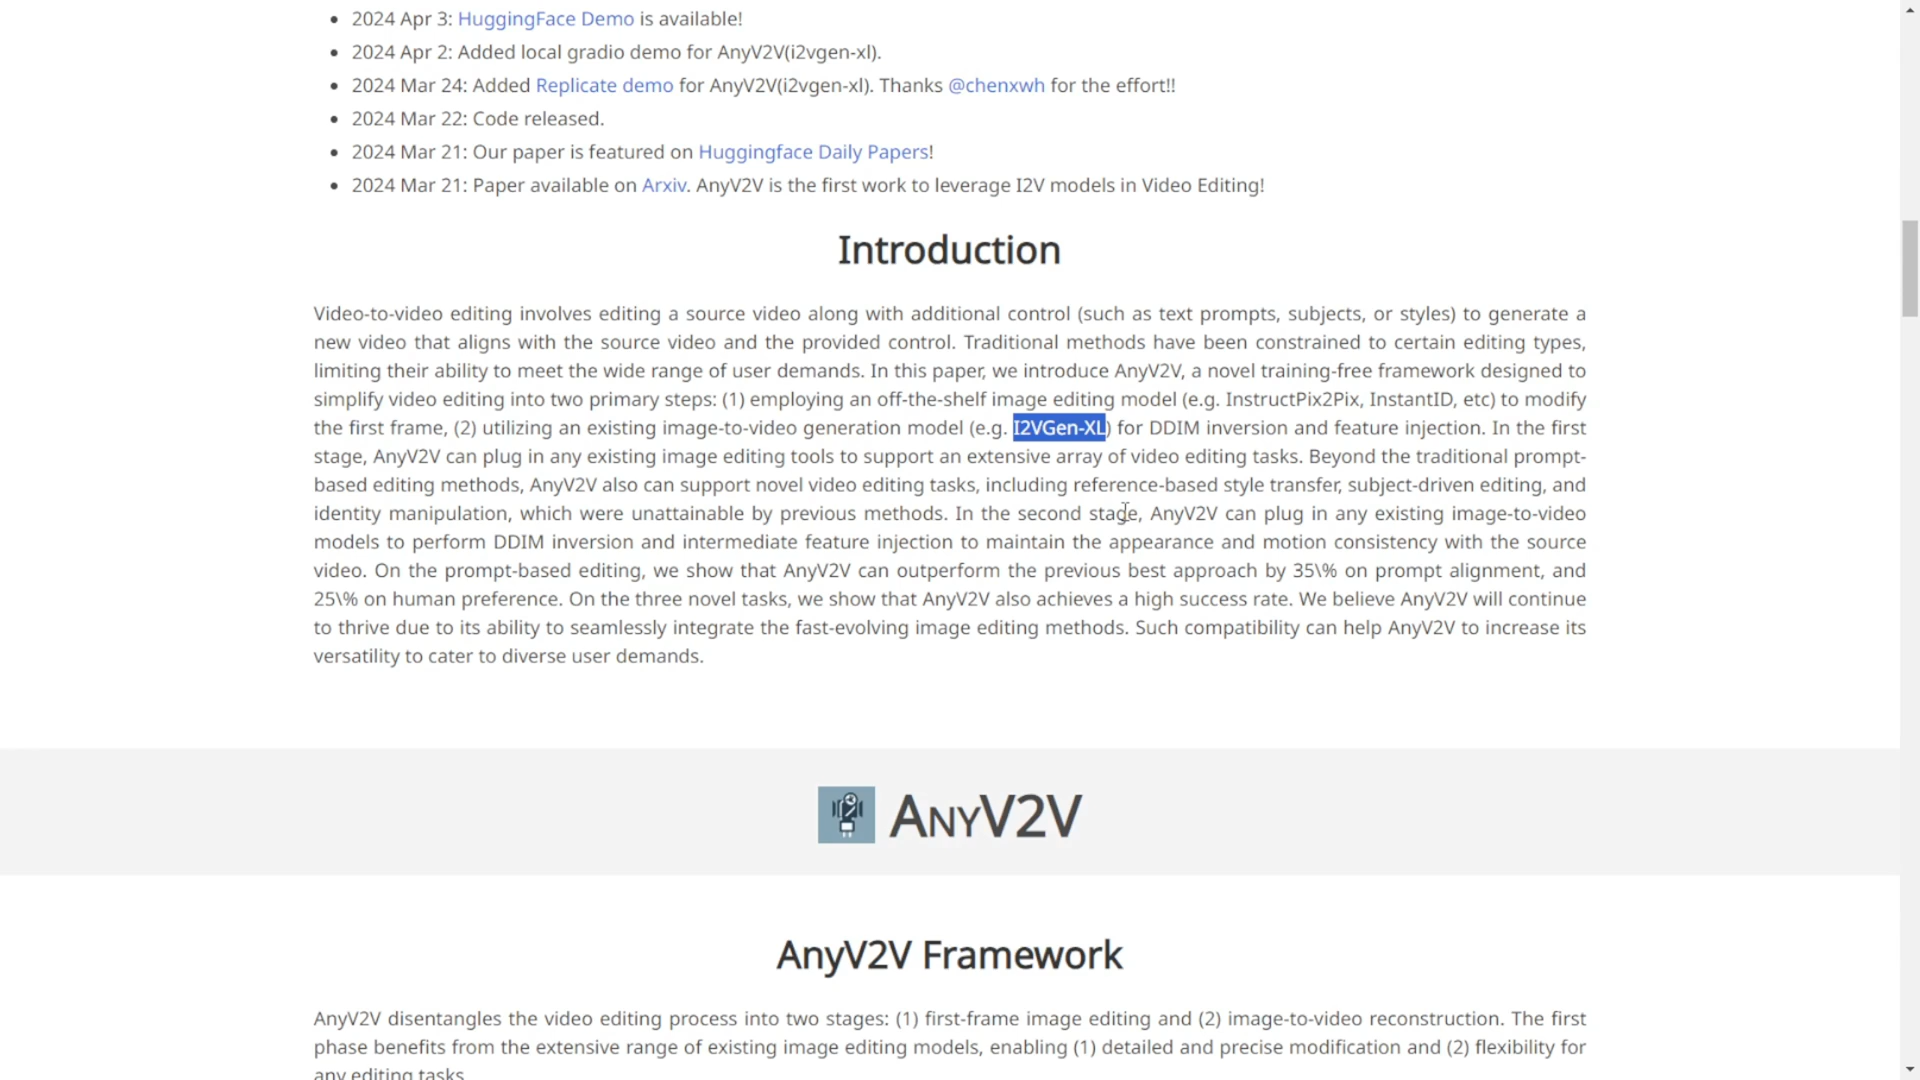 2024 Apr 3: HuggingFace Demo is available!
2024 Apr 2: Added local gradio demo for AnyV2V(i2vgen-xl).
2024 Mar 24: Added Replicate demo for AnyV2V(i2vgen-xl). Thanks @chenxwh for the effort!!
2024 Mar 22: Code released.
2024 Mar 21: Our paper is featured on Huggingface Daily Papers!
2024 Mar 21: Paper available on Arxiv. AnyV2V is the first work to leverage I2V models in Video Editing!
Introduction
Video-to-video editing involves editing a source video along with additional control (such as text prompts, subjects, or styles) to generate a
new video that aligns with the source video and the provided control. Traditional methods have been constrained to certain editing types,
limiting their ability to meet the wide range of user demands. In this paper, we introduce AnyV2V, a novel training-free framework designed to
simplify video editing into two primary steps: (1) employing an off-the-shelf image editing model (e.g. InstructPix2Pix, InstantID, etc) to modify
the first frame, (2) utilizing an existing image-to-video generation model (e.g. I2VGen-XL) for DDIM inversion and feature injection. In the first
stage, AnyV2V can plug in any existing image editing tools to support an extensive array of video editing tasks. Beyond the traditional prompt-
based editing methods, AnyV2V also can support novel video editing tasks, including reference-based style transfer, subject-driven editing, and
identity manipulation, which were unattainable by previous methods. In the second stage, AnyV2V can plug in any existing image-to-video
models to perform DDIM inversion and intermediate feature injection to maintain the appearance and motion consistency with the source
video. On the prompt-based editing, we show that AnyV2V can outperform the previous best approach by 35\% on prompt alignment, and
25\% on human preference. On the three novel tasks, we show that AnyV2V also achieves a high success rate. We believe AnyV2V will continue
to thrive due to its ability to seamlessly integrate the fast-evolving image editing methods. Such compatibility can help AnyV2V to increase its
versatility to cater to diverse user demands.
AnyV2V
AnyV2V Framework
AnyV2V disentangles the video editing process into two stages: (1) first-frame image editing and (2) image-to-video reconstruction. The first
phase benefits from the extensive range of existing image editing models, enabling (1) detailed and precise modification and (2) flexibility for
any editing tasks.